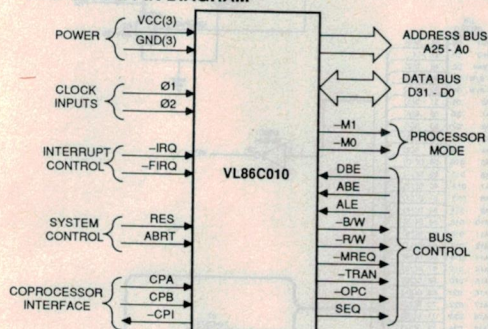 POWER
VCC(3)
GND(3)
CLOCK
INPUTS
Ø1
Ø2
INTERRUPT
CONTROL
–IRQ
–FIRQ
SYSTEM
CONTROL
RES
ABRT
COPROCESSOR
INTERFACE
CPA
CPB
–CPI
VL86C010
ADDRESS BUS
A25 - A0
DATA BUS
D31 - D0
–M1
–M0
PROCESSOR
MODE
DBE
ABE
ALE
–B/W
–R/W
–MREQ
–TRAN
–OPC
SEQ
BUS
CONTROL